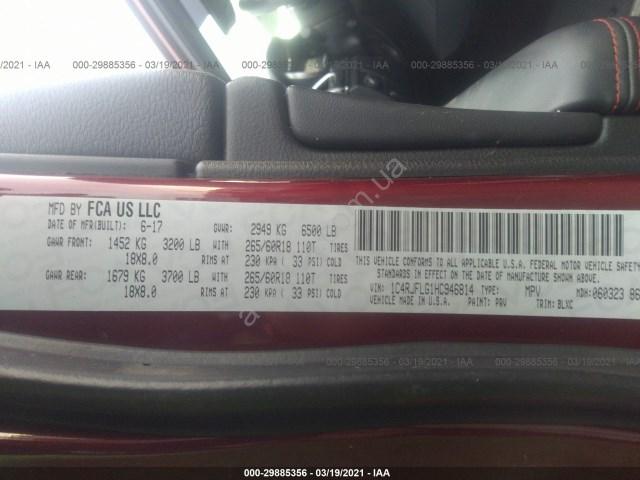 000-29885356 - 03/19/2021 - IAA
MFD BY FCA US LLC
DATE OF MFR(BUILT): 6-17 GVWR: 2949 KG 6500 LB
GAWR FRONT: 1452 KG 3200 LB WITH 265/60R18 110T TIRES
18X8.0 RIMS AT 230 KPA ( 33 PSI) COLD
GAWR REAR: 1679 KG 3700 LB WITH 265/60R18 110T TIRES
18X8.0 RIMS AT 230 KPA ( 33 PSI) COLD
THIS VEHICLE CONFORMS TO ALL APPLICABLE U.S.A. FEDERAL MOTOR VEHICLE SAFETY
STANDARDS IN EFFECT ON THE DATE OF MANUFACTURE SHOWN ABOVE.
VIN: 1C4RJFLG1HC946814 TYPE: MPV MDH: 060323
VEHICLE MADE IN U.S.A. PAINT: PRV TRIM: BLXC
000-29885356 - 03/19/2021 - IAA
000-29885356 - 03/19/2021 - IAA